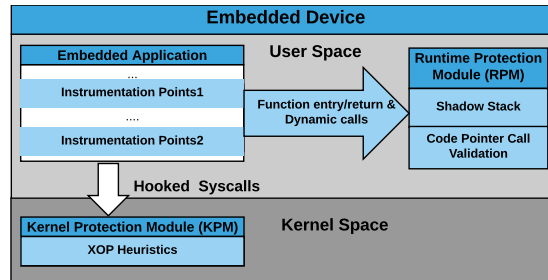 Embedded Device
User Space
Embedded Application
...
Instrumentation Points1
....
Instrumentation Points2
Function entry/return &
Dynamic calls
Runtime Protection
Module (RPM)
Shadow Stack
Code Pointer Call
Validation
Hooked Syscalls
Kernel Space
Kernel Protection Module (KPM)
XOP Heuristics